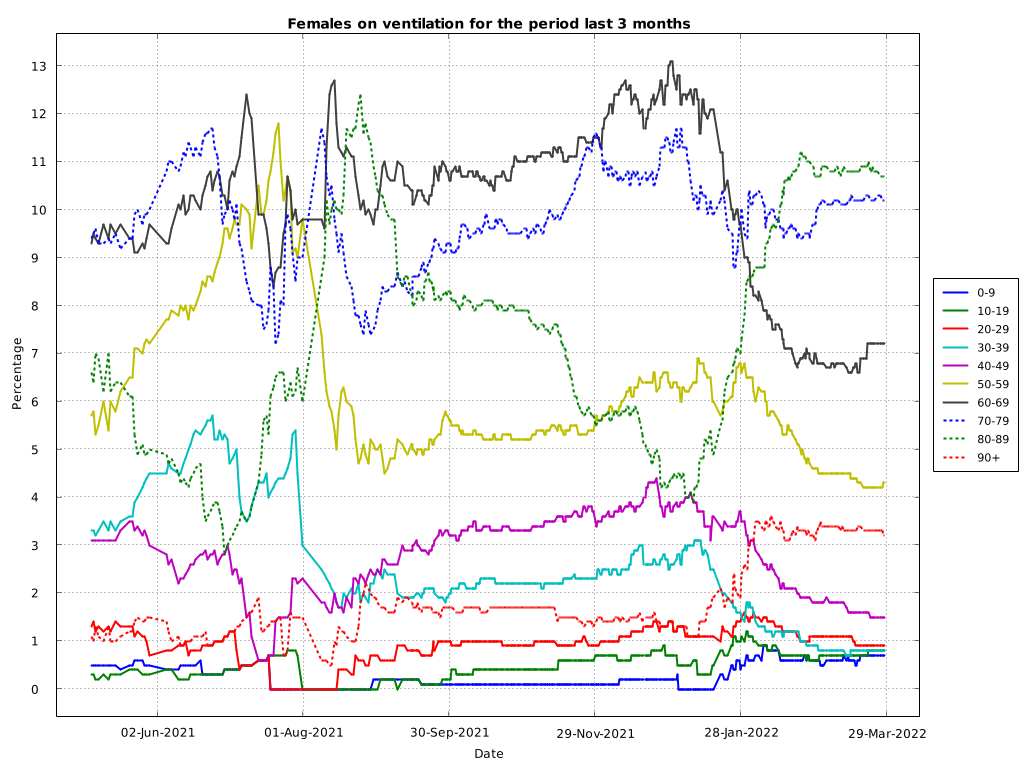 Females on ventilation for the period last 3 months
Percentage
13
12
11
10
9
8
7
6
5
4
3
2
1
0
02-Jun-2021
01-Aug-2021
30-Sep-2021
29-Nov-2021
28-Jan-2022
29-Mar-2022
Date
0-9
10-19
20-29
30-39
40-49
50-59
60-69
70-79
80-89
90+